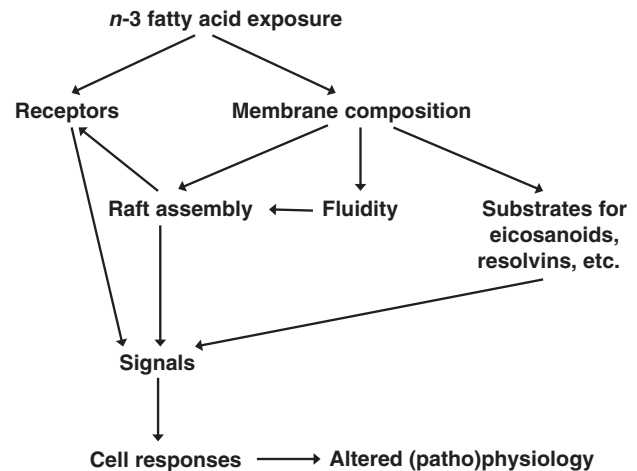 n-3 fatty acid exposure
Receptors
Membrane composition
Raft assembly
Fluidity
Substrates for
eicosanoids,
resolvins, etc.
Signals
Cell responses
Altered (patho)physiology